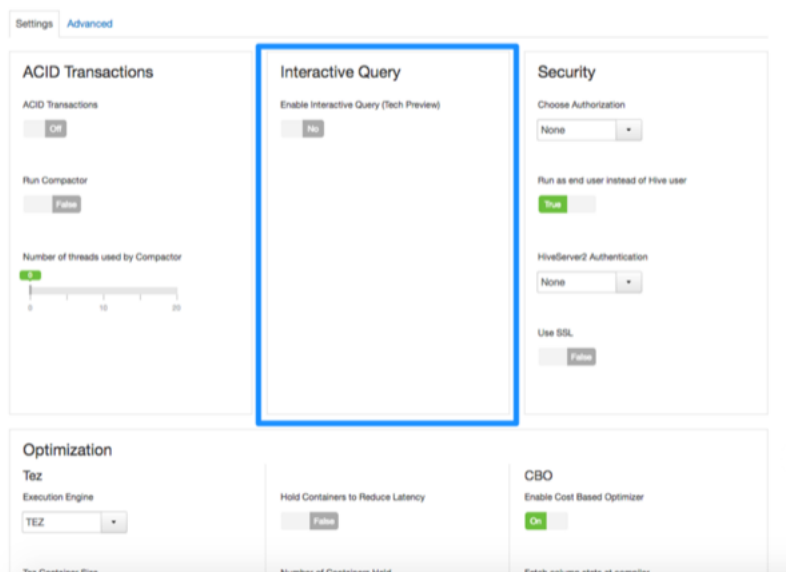 Settings Advanced
ACID Transactions
ACID Transactions
Off
Run Compactor
False
Number of threads used by Compactor
0 10 20
Interactive Query
Enable Interactive Query (Tech Preview)
No
Security
Choose Authorization
None
Run as end user instead of Hive user
True
HiveServer2 Authentication
None
Use SSL
False
Optimization
Tez
Execution Engine
TEZ
Hold Containers to Reduce Latency
False
CBO
Enable Cost Based Optimizer
On